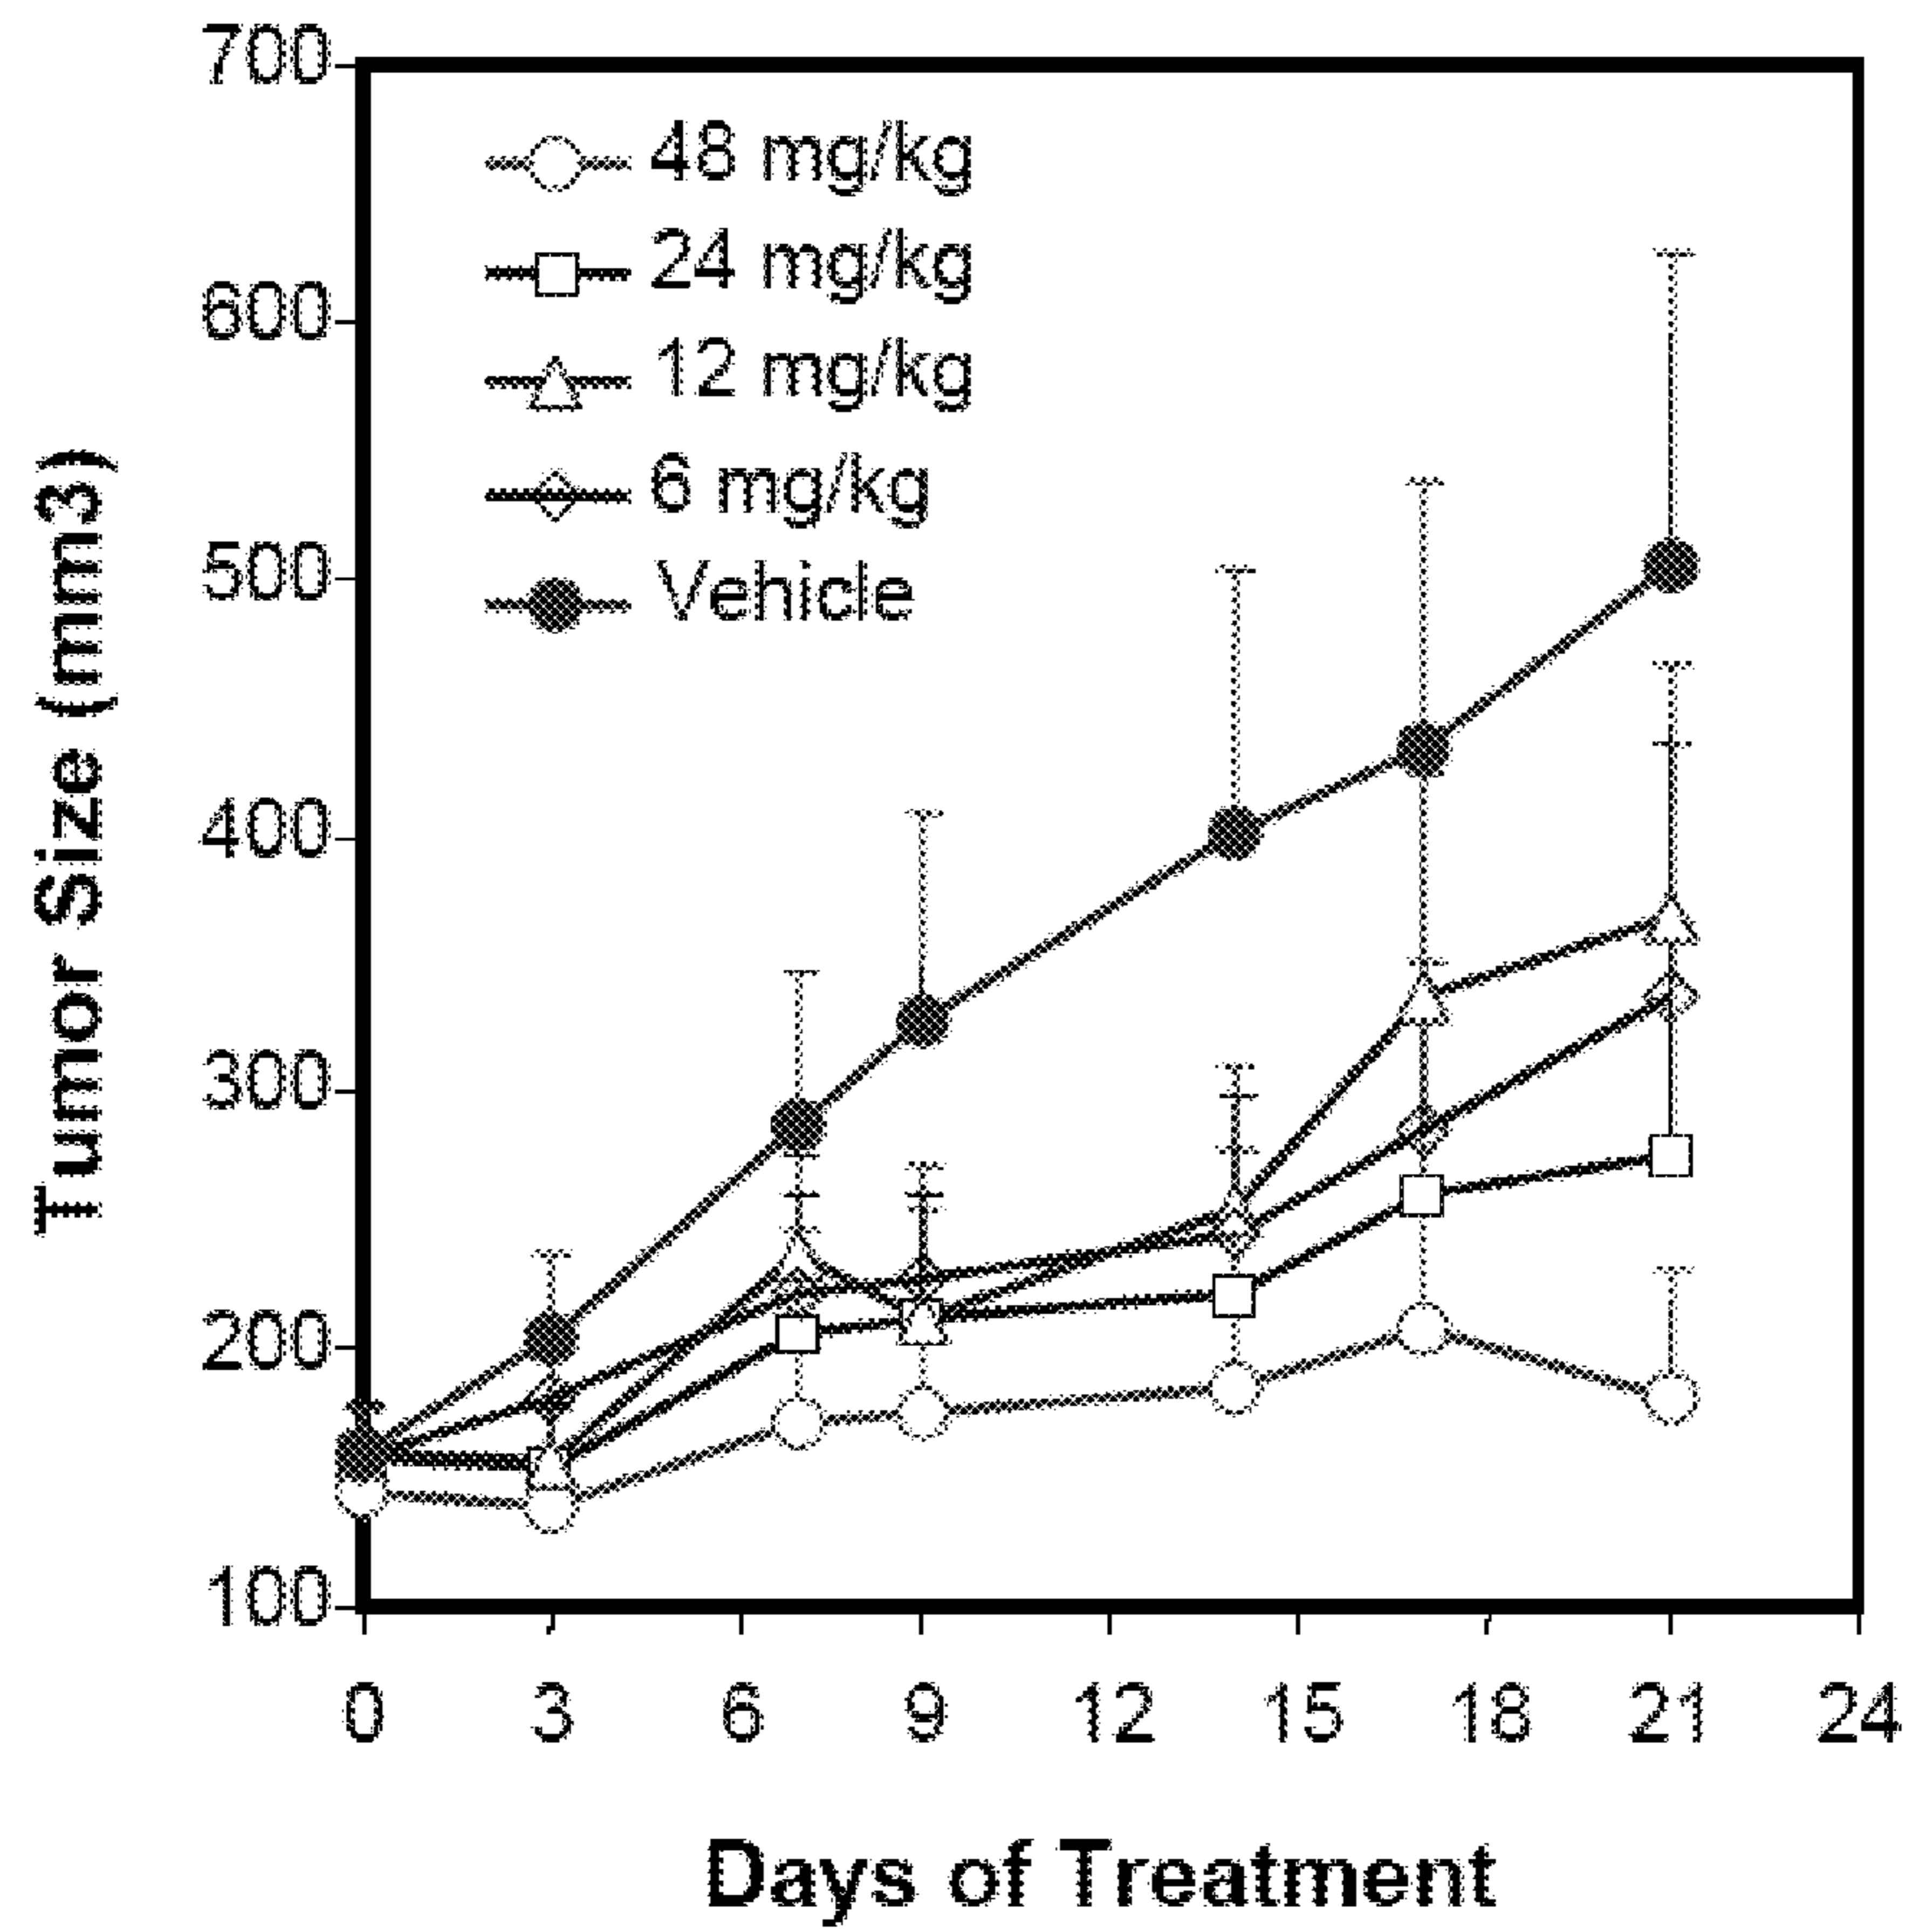 700
600
500
400
300
200
100
Tumor Size (mm3)
48 mg/kg
24 mg/kg
12 mg/kg
6 mg/kg
Vehicle
0 3 6 9 12 15 18 21 24
Days of Treatment